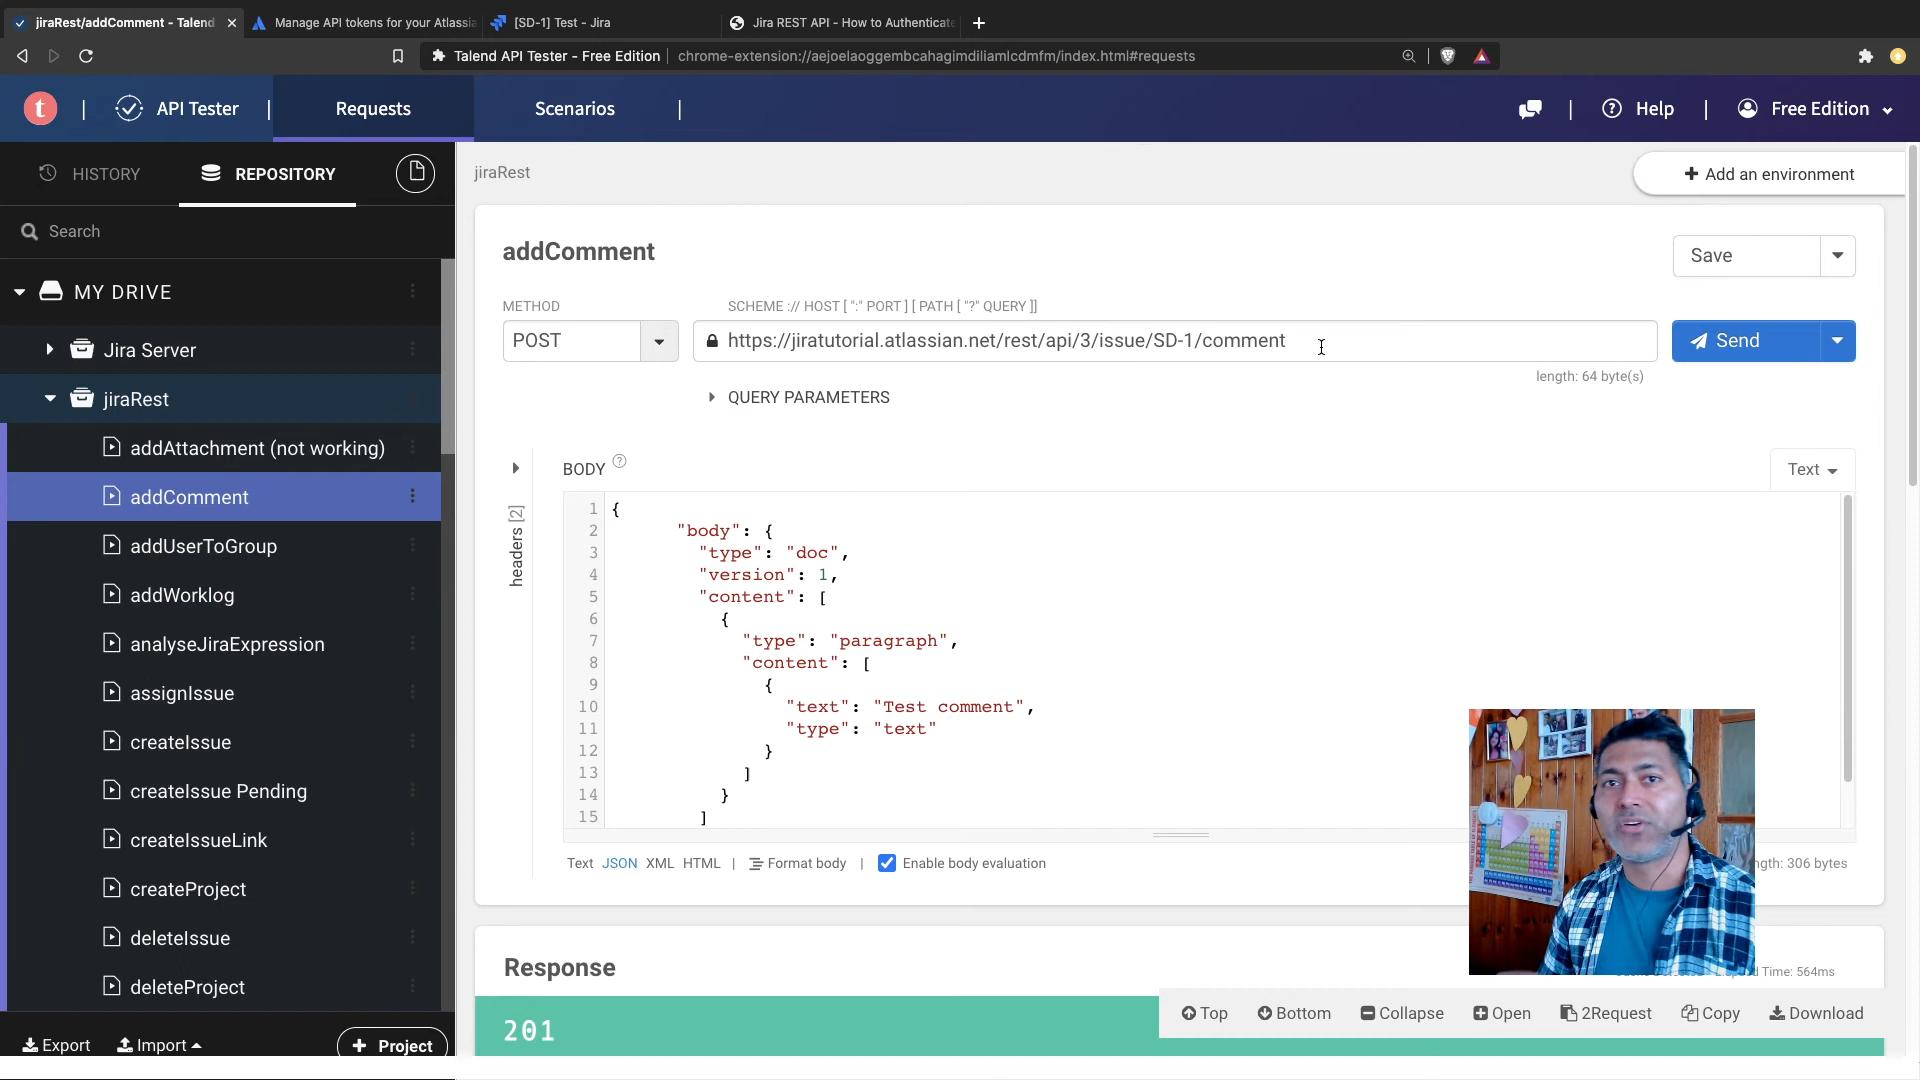 jiraRest/addComment - Talend
Manage API tokens for your Atlassia
[SD-1] Test - Jira
Jira REST API - How to Authenticate
Talend API Tester - Free Edition
chrome-extension://aejoelaoggembcahagimdiliamlcdmfm/index.html#requests
t | API Tester |
Requests
Scenarios
Help
Free Edition
HISTORY
REPOSITORY
Search
MY DRIVE
Jira Server
jiraRest
addAttachment (not working)
addComment
addUserToGroup
addWorklog
analyseJiraExpression
assignIssue
createIssue
createIssue Pending
createIssueLink
createProject
deleteIssue
deleteProject
Export
Import
+ Project
jiraRest
+ Add an environment
addComment
Save
METHOD
SCHEME :// HOST [ ":" PORT ] [ PATH [ "?" QUERY ]]
POST
https://jiratutorial.atlassian.net/rest/api/3/issue/SD-1/comment
Send
length: 64 byte(s)
QUERY PARAMETERS
headers [2]
BODY ?
Text
1 {
2 "body": {
3 "type": "doc",
4 "version": 1,
5 "content": [
6 {
7 "type": "paragraph",
8 "content": [
9 {
10 "text": "Test comment",
11 "type": "text"
12 }
13 ]
14 }
15 ]
Text JSON XML HTML | Format body | Enable body evaluation
306 bytes
Response
Time: 564ms
201
Top
Bottom
Collapse
Open
2Request
Copy
Download